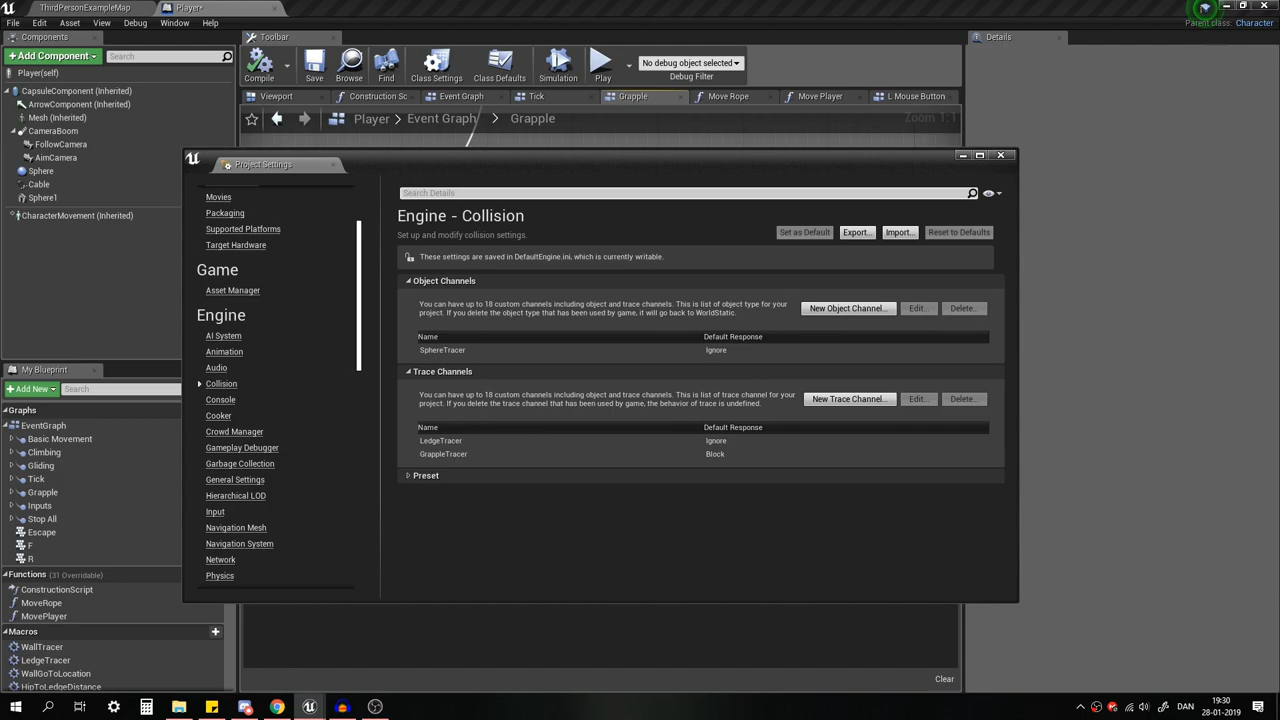 ThirdPersonExampleMap
Player*
File Edit Asset View Debug Window Help
Parent class: Character
Components
+Add Component
Search
Player(self)
CapsuleComponent (Inherited)
ArrowComponent (Inherited)
Mesh (Inherited)
CameraBoom
FollowCamera
AimCamera
Sphere
Cable
Sphere1
CharacterMovement (Inherited)
Toolbar
Compile Save Browse Find Class Settings Class Defaults Simulation Play
No debug object selected
Debug Filter
Viewport Construction Sc Event Graph Tick Grapple Move Rope Move Player L Mouse Button
Player > Event Graph > Grapple
Zoom 1:1
Details
Project Settings
Movies
Packaging
Supported Platforms
Target Hardware
Game
Asset Manager
Engine
AI System
Animation
Audio
Collision
Console
Cooker
Crowd Manager
Gameplay Debugger
Garbage Collection
General Settings
Hierarchical LOD
Input
Navigation Mesh
Navigation System
Network
Physics
Search Details
Engine - Collision
Set up and modify collision settings.
Set as Default Export... Import... Reset to Defaults
These settings are saved in DefaultEngine.ini, which is currently writable.
Object Channels
You can have up to 18 custom channels including object and trace channels. This is list of object type for your
project. If you delete the object type that has been used by game, it will go back to WorldStatic.
New Object Channel... Edit... Delete...
Name Default Response
SphereTracer Ignore
Trace Channels
You can have up to 18 custom channels including object and trace channels. This is list of trace channel for your
project. If you delete the trace channel that has been used by game, the behavior of trace is undefined.
New Trace Channel... Edit... Delete...
Name Default Response
LedgeTracer Ignore
GrappleTracer Block
Preset
My Blueprint
+Add New
Search
Graphs
EventGraph
Basic Movement
Climbing
Gliding
Tick
Grapple
Inputs
Stop All
Escape
F
R
Functions (31 Overridable)
ConstructionScript
MoveRope
MovePlayer
Macros +
WallTracer
LedgeTracer
WallGoToLocation
HipToLedgeDistance
Clear
DAN
19:30
28-01-2019